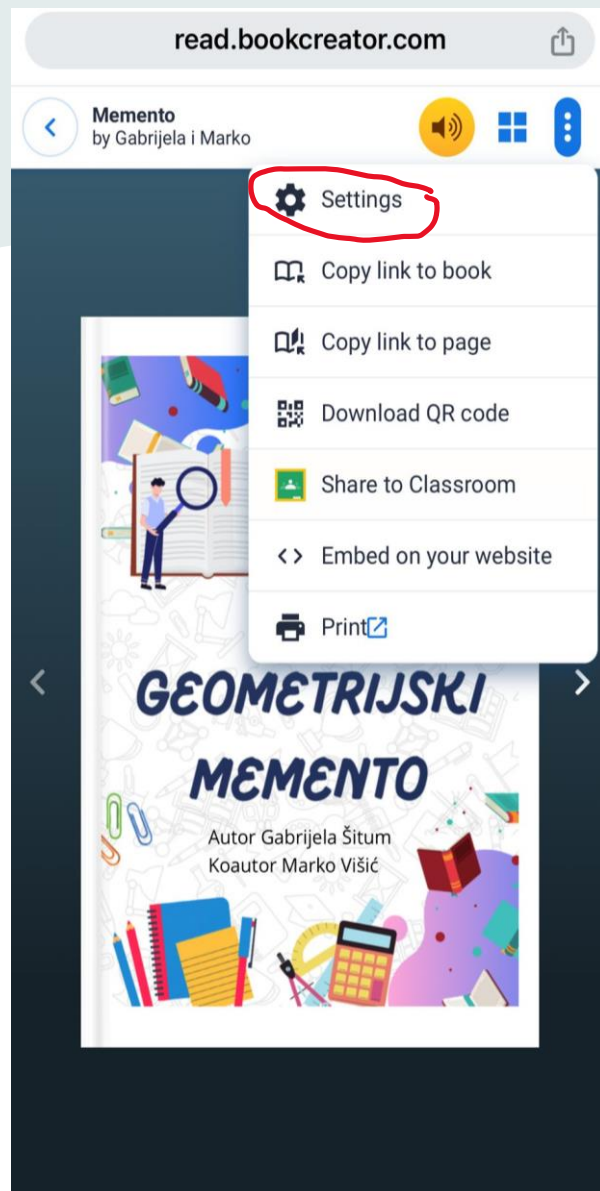 read.bookcreator.com
Memento
by Gabrijela i Marko
Settings
Copy link to book
Copy link to page
Download QR code
Share to Classroom
Embed on your website
Print
GEOMETRIJSKI
MEMENTO
Autor Gabrijela Šitum
Koautor Marko Višić